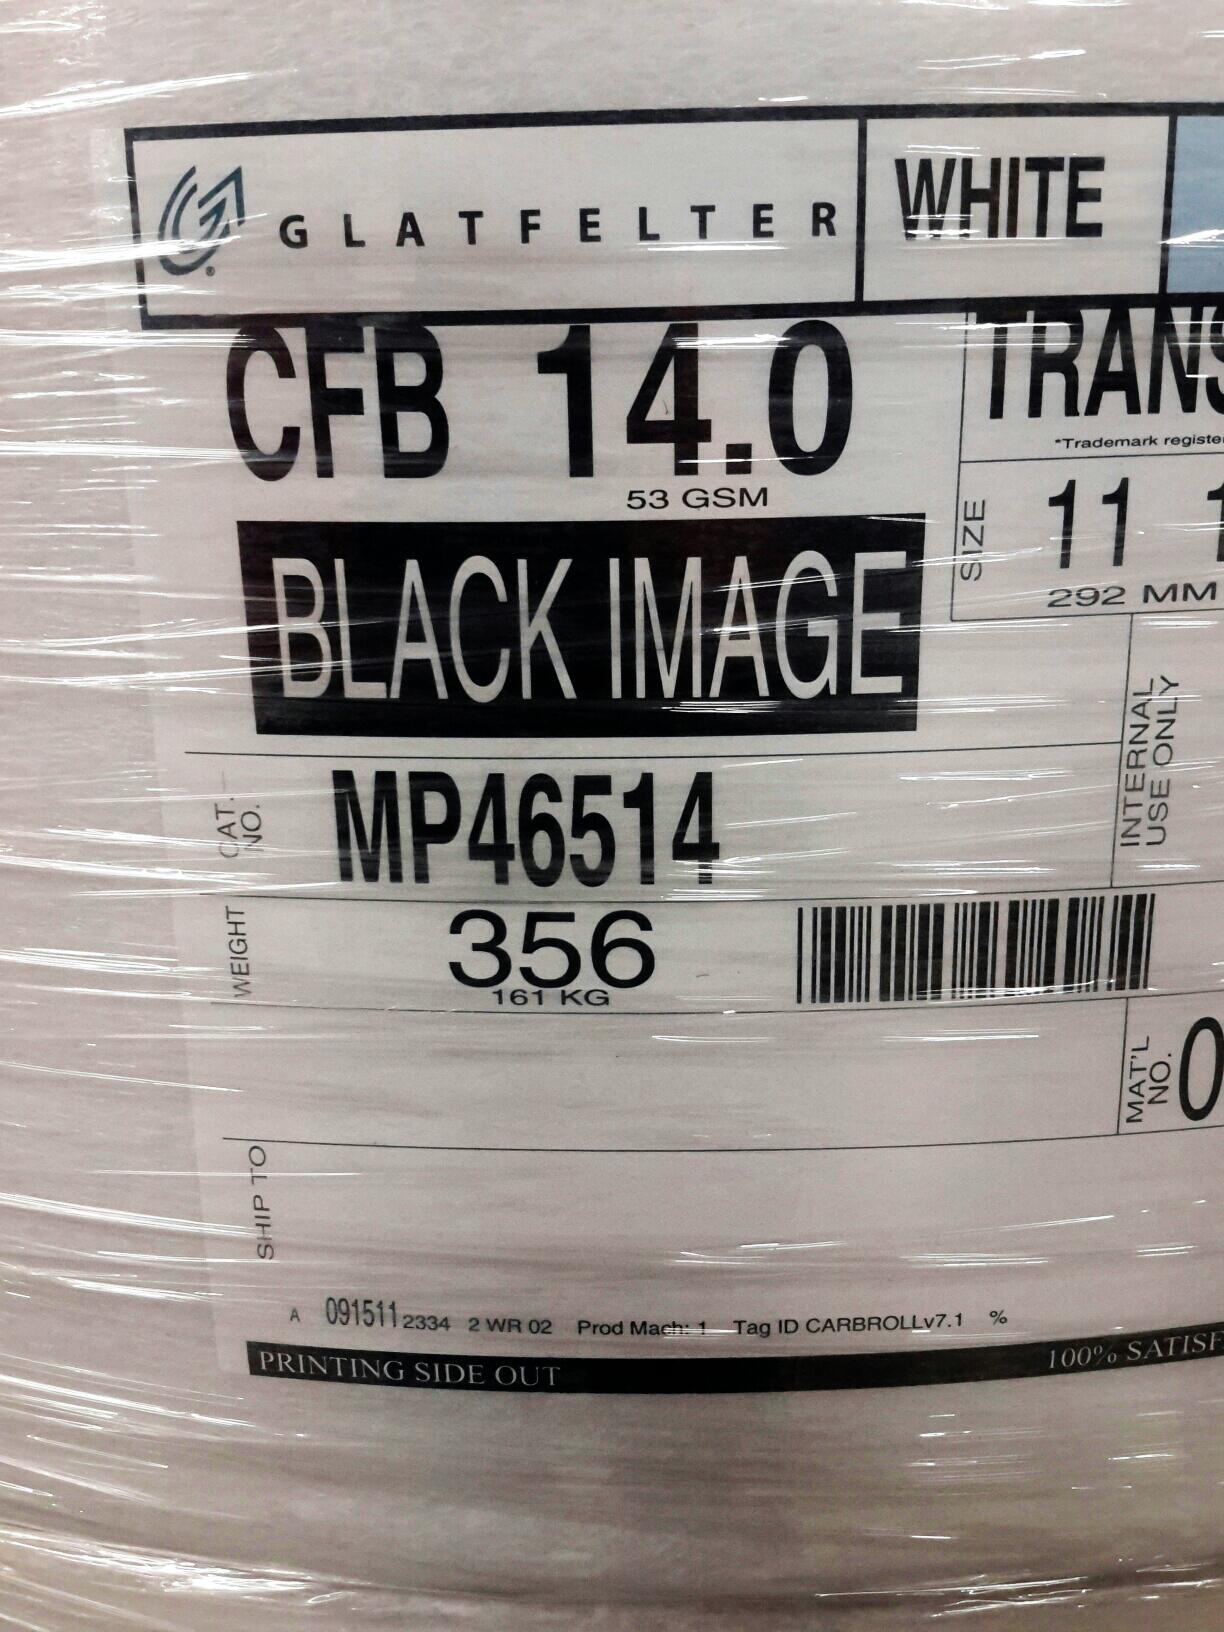 GLATFELTER
WHITE
CFB 14.0
53 GSM
TRANS
*Trademark registe
SIZE
11 1
292 MM
BLACK IMAGE
INTERNAL
USE ONLY
CAT.
NO.
MP46514
WEIGHT
356
161 KG
MAT'L
NO.
0
SHIP TO
A 091511 2334 2 WR 02 Prod Mach: 1 Tag ID CARBROLLv7.1 %
PRINTING SIDE OUT
100% SATISF